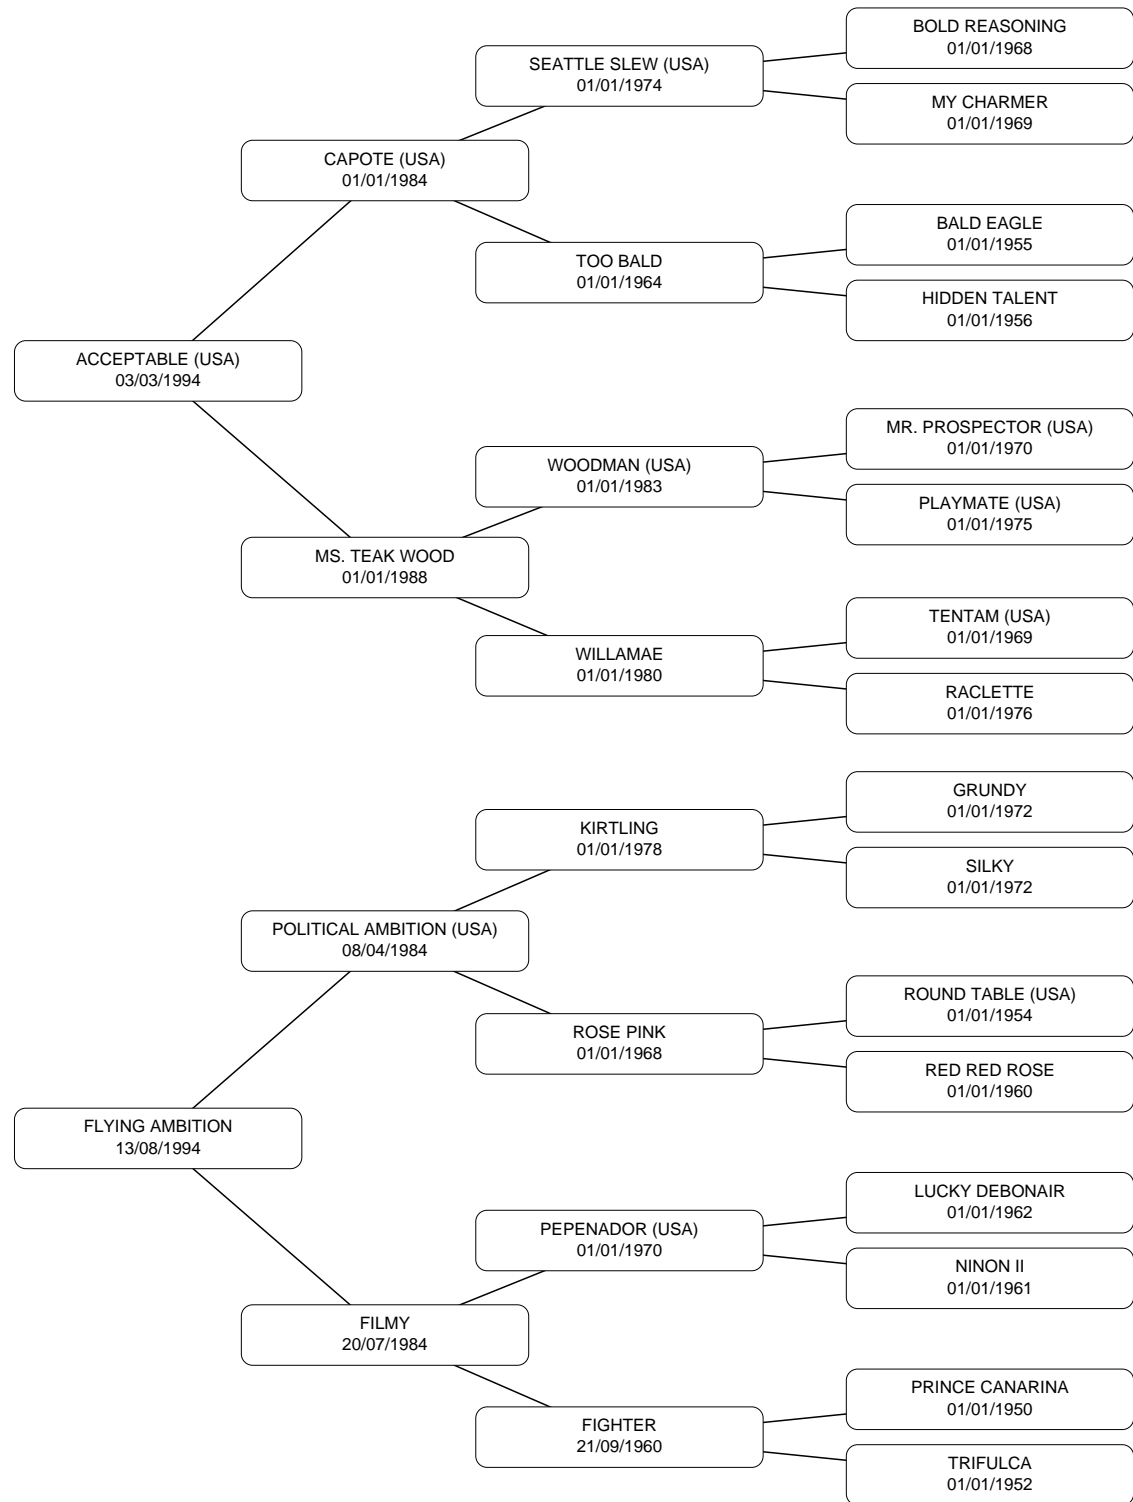 BOLD REASONING
01/01/1968
SEATTLE SLEW (USA)
01/01/1974
MY CHARMER
01/01/1969
CAPOTE (USA)
01/01/1984
BALD EAGLE
01/01/1955
TOO BALD
01/01/1964
HIDDEN TALENT
01/01/1956
ACCEPTABLE (USA)
03/03/1994
MR. PROSPECTOR (USA)
01/01/1970
WOODMAN (USA)
01/01/1983
PLAYMATE (USA)
01/01/1975
MS. TEAK WOOD
01/01/1988
TENTAM (USA)
01/01/1969
WILLAMAE
01/01/1980
RACLETTE
01/01/1976
GRUNDY
01/01/1972
KIRTLING
01/01/1978
SILKY
01/01/1972
POLITICAL AMBITION (USA)
08/04/1984
ROUND TABLE (USA)
01/01/1954
ROSE PINK
01/01/1968
RED RED ROSE
01/01/1960
FLYING AMBITION
13/08/1994
LUCKY DEBONAIR
01/01/1962
PEPENADOR (USA)
01/01/1970
NINON II
01/01/1961
FILMY
20/07/1984
PRINCE CANARINA
01/01/1950
FIGHTER
21/09/1960
TRIFULCA
01/01/1952